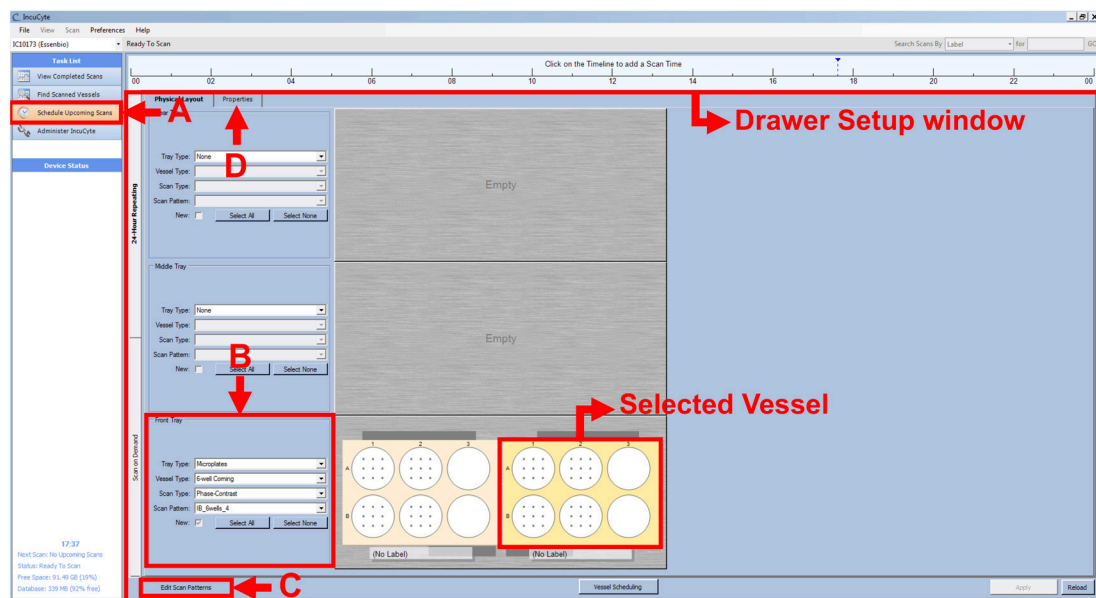 IncuCyte
File View Scan Preferences Help
IC10173 (Essenbio) Ready To Scan Search Scans By Label for GO
Task List
View Completed Scans
Find Scanned Vessels
Schedule Upcoming Scans
Administer IncuCyte
Device Status
Click on the Timeline to add a Scan Time
00 02 04 06 08 10 12 14 16 18 20 22 00
A
Physical Layout Properties
Drawer Setup window
D
24-Hour Repeating
Tray Type: None
Vessel Type:
Scan Type:
Scan Pattern:
New: Select All Select None
Empty
Middle Tray
Tray Type: None
Vessel Type:
Scan Type:
Scan Pattern:
New: Select All Select None
Empty
B
Selected Vessel
Scan on Demand
Front Tray
Tray Type: Microplates
Vessel Type: 6-well Corning
Scan Type: Phase-Contrast
Scan Pattern: IB_6wells_4
New: Select All Select None
1 2 3
A
B
(No Label)
1 2 3
A
B
(No Label)
17:37
Next Scan: No Upcoming Scans
Status: Ready To Scan
Free Space: 91.49 GB (19%)
Database: 339 MB (92% free)
Edit Scan Patterns
C
Vessel Scheduling
Apply
Reload